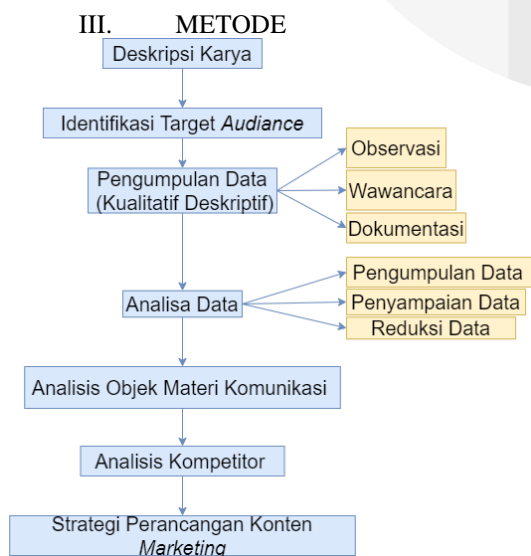 III. METODE
Deskripsi Karya
Identifikasi Target Audiance
Pengumpulan Data
(Kualitatif Deskriptif)
Observasi
Wawancara
Dokumentasi
Analisa Data
Pengumpulan Data
Penyampaian Data
Reduksi Data
Analisis Objek Materi Komunikasi
Analisis Kompetitor
Strategi Perancangan Konten
Marketing